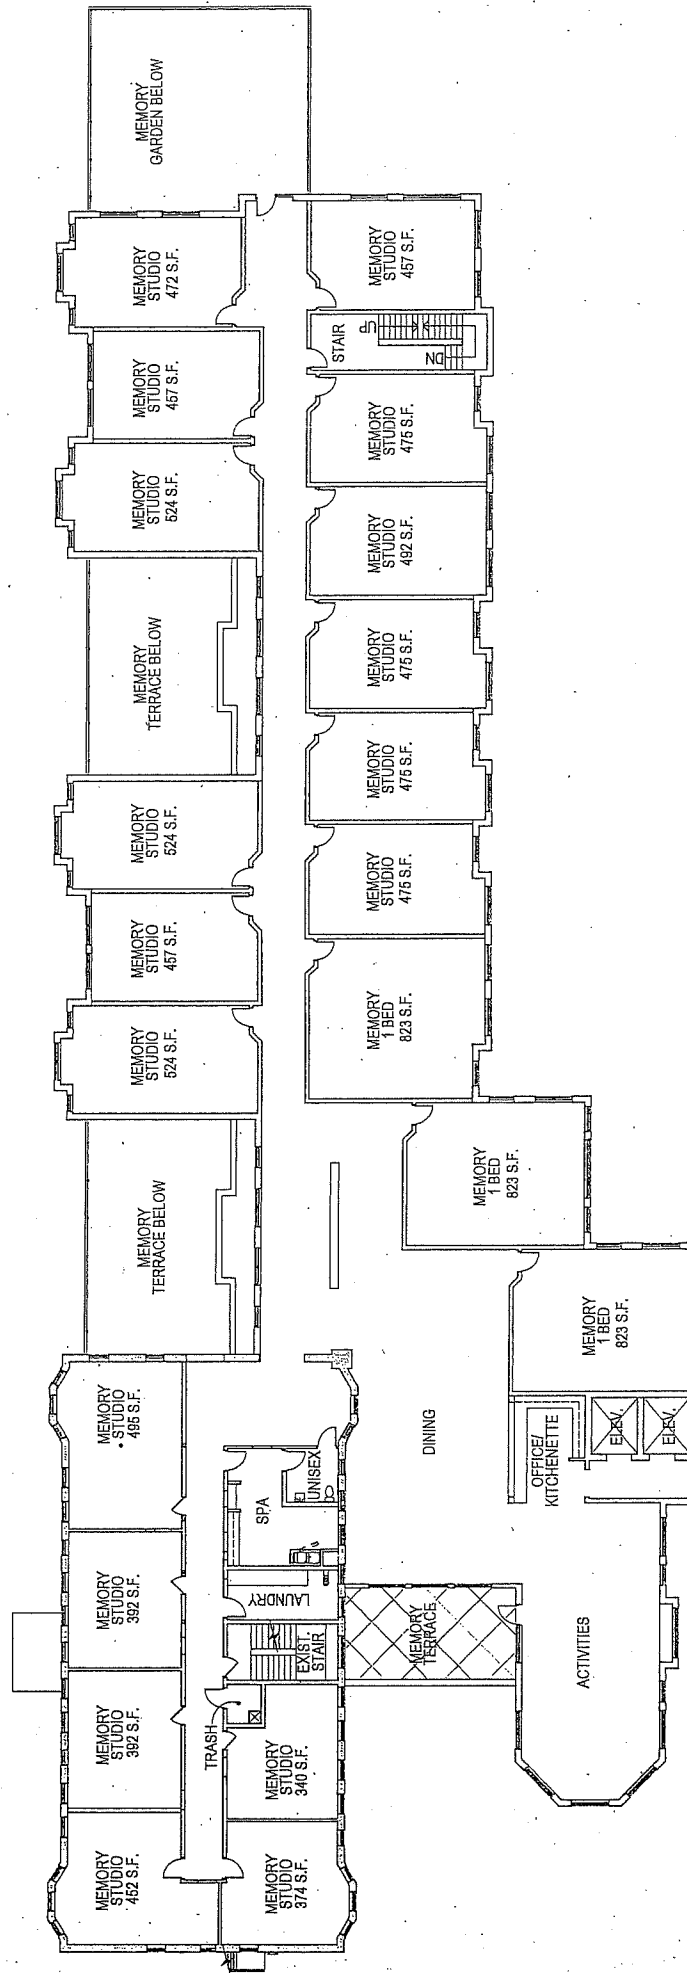 MEMORY
GARDEN BELOW
MEMORY
STUDIO
472 S.F.
MEMORY
STUDIO
457 S.F.
STAIR
UP
DN
MEMORY
STUDIO
457 S.F.
MEMORY
STUDIO
475 S.F.
MEMORY
STUDIO
524 S.F.
MEMORY
STUDIO
492 S.F.
MEMORY
TERRACE BELOW
MEMORY
STUDIO
475 S.F.
MEMORY
STUDIO
475 S.F.
MEMORY
STUDIO
524 S.F.
MEMORY
STUDIO
475 S.F.
MEMORY
STUDIO
457 S.F.
MEMORY
1 BED
823 S.F.
MEMORY
STUDIO
524 S.F.
MEMORY
1 BED
823 S.F.
MEMORY
TERRACE BELOW
MEMORY
1 BED
823 S.F.
MEMORY
STUDIO
495 S.F.
DINING
OFFICE/
KITCHENETTE
ELEV.
ELEV.
UNISEX
SPA
MEMORY
STUDIO
392 S.F.
LAUNDRY
EXIST.
STAIR
MEMORY
TERRACE
ACTIVITIES
MEMORY
STUDIO
392 S.F.
TRASH
MEMORY
STUDIO
340 S.F.
MEMORY
STUDIO
452 S.F.
MEMORY
STUDIO
374 S.F.